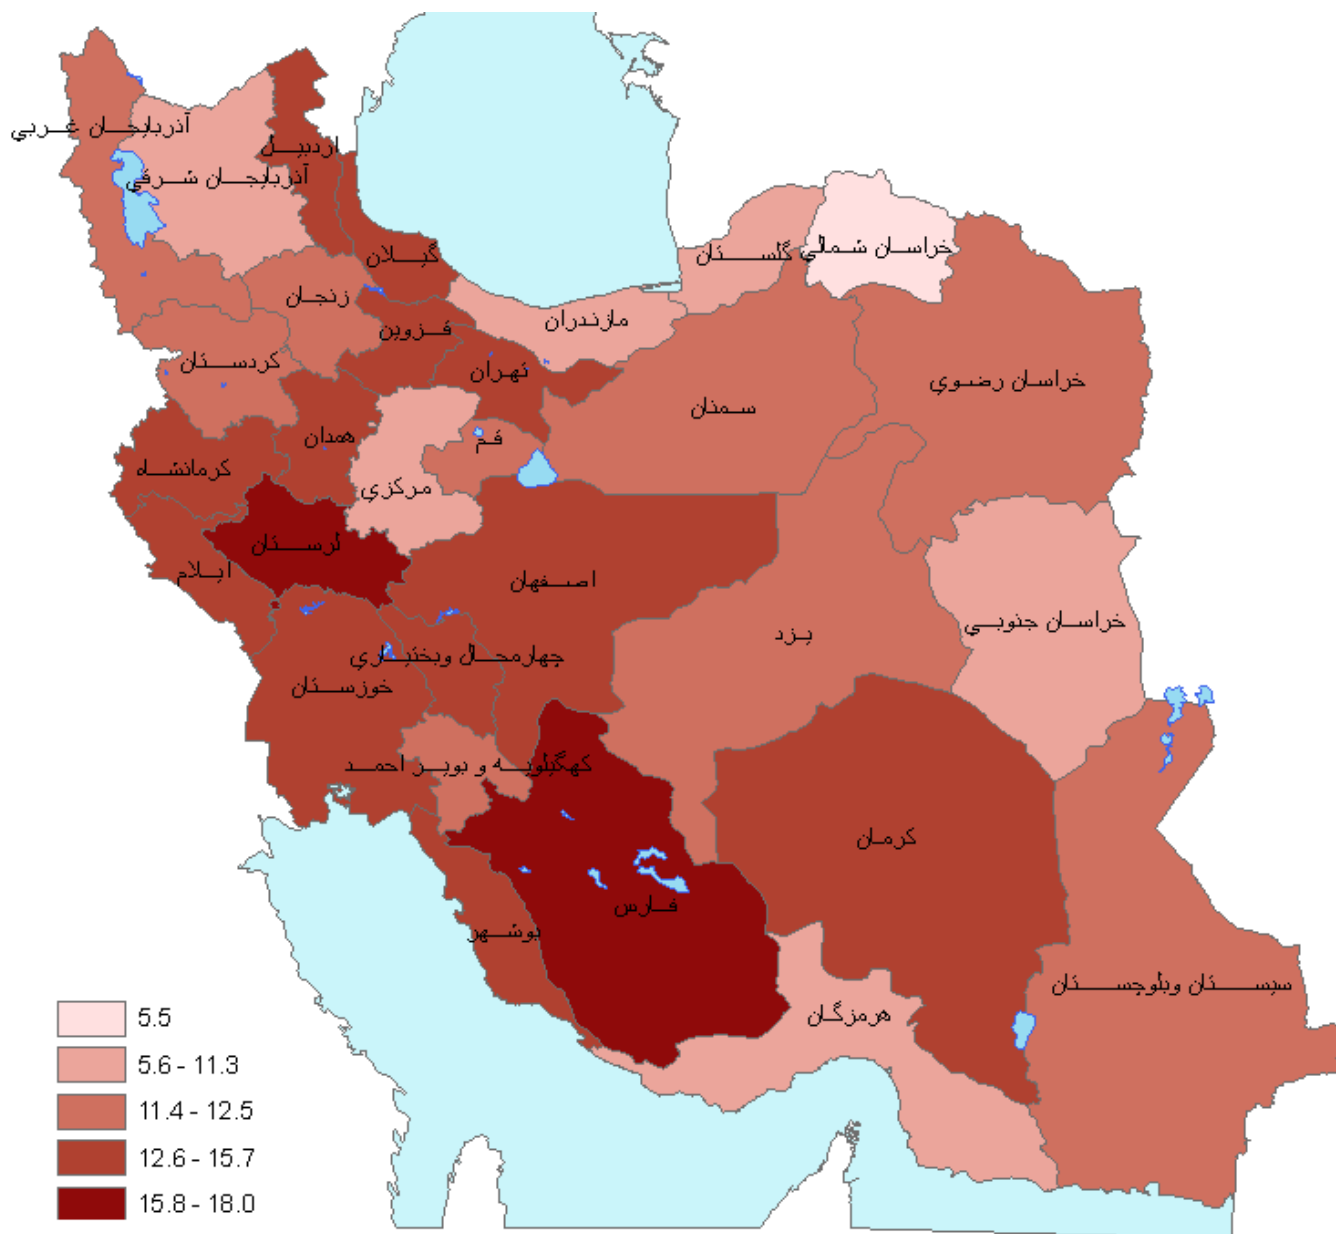 آذربایجان غربي
اردبیل
آذربایجان شرقي
گیلان
گلستان
خراسان شمالي
زنجان
مازندران
قزوین
کردستان
تهران
خراسان رضوي
سمنان
همدان
قم
کرمانشاه
مرکزي
لرستان
ایلام
اصفهان
خراسان جنوبي
یزد
چهارمحال وبختیاري
خوزستان
کهگیلویه و بویر احمد
کرمان
فارس
بوشهر
سیستان وبلوچستان
هرمزگان
5.5
5.6 - 11.3
11.4 - 12.5
12.6 - 15.7
15.8 - 18.0